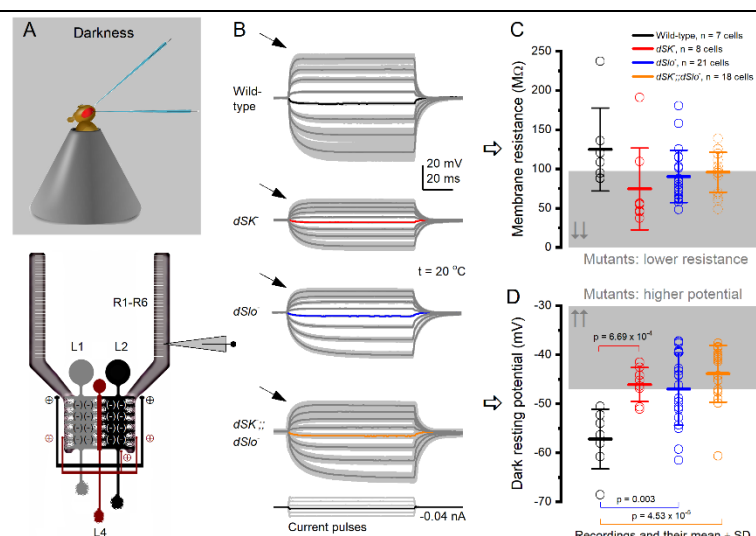 A
Darkness
R1-R6
L1
L2
L4
B
Wild-
type
20 mV
20 ms
dSK-
t = 20 °C
dSlo-
dSK-;;
dSlo-
-0.04 nA
Current pulses
C
Wild-type, n = 7 cells
dSK-, n = 8 cells
dSlo-, n = 21 cells
dSK-;;dSlo-, n = 18 cells
Membrane resistance (MΩ)
250
200
150
100
50
0
Mutants: lower resistance
D
Mutants: higher potential
Dark resting potential (mV)
-30
-40
-50
-60
-70
p = 6.69 x 10-4
p = 0.003
p = 4.53 x 10-5
Recordings and their mean ± SD